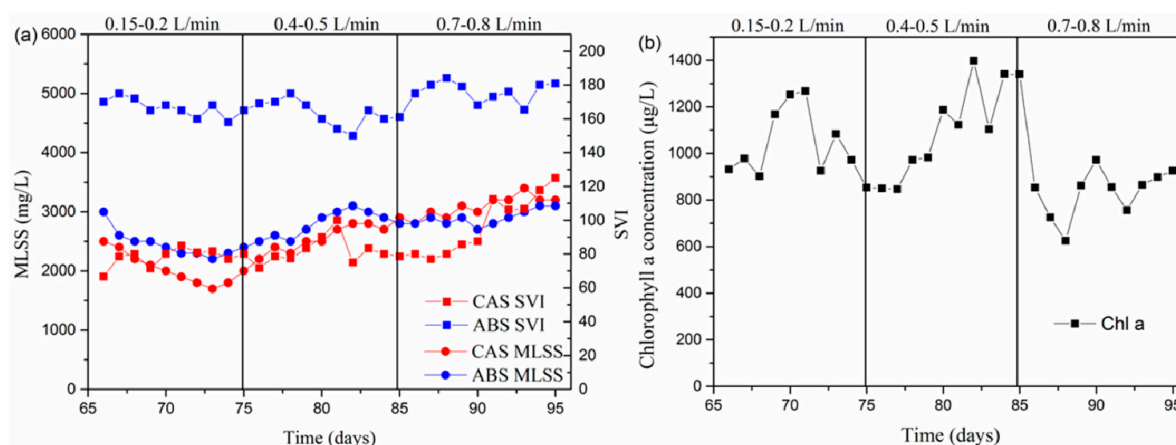 (a)
0.15-0.2 L/min
0.4-0.5 L/min
0.7-0.8 L/min
6000
5000
4000
3000
2000
1000
0
MLSS (mg/L)
200
180
160
140
120
100
80
60
40
20
0
SVI
CAS SVI
ABS SVI
CAS MLSS
ABS MLSS
65 70 75 80 85 90 95
Time (days)
(b)
0.15-0.2 L/min
0.4-0.5 L/min
0.7-0.8 L/min
1400
1200
1000
800
600
400
200
0
Chlorophyll a concentration (μg/L)
Chl a
65 70 75 80 85 90 95
Time (days)